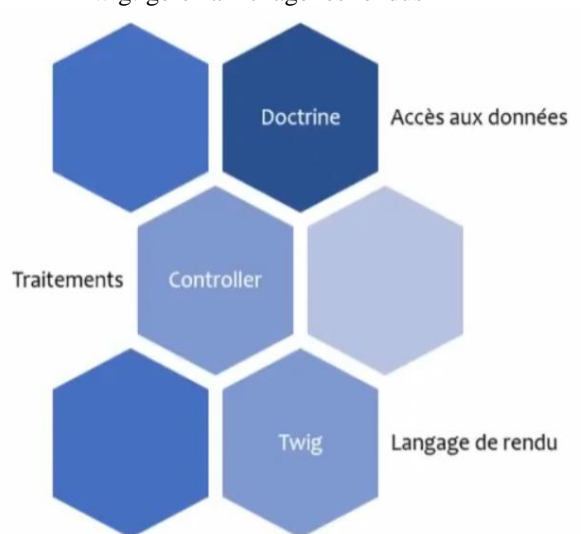 Doctrine Accès aux données
Traitements Controller
Twig Langage de rendu